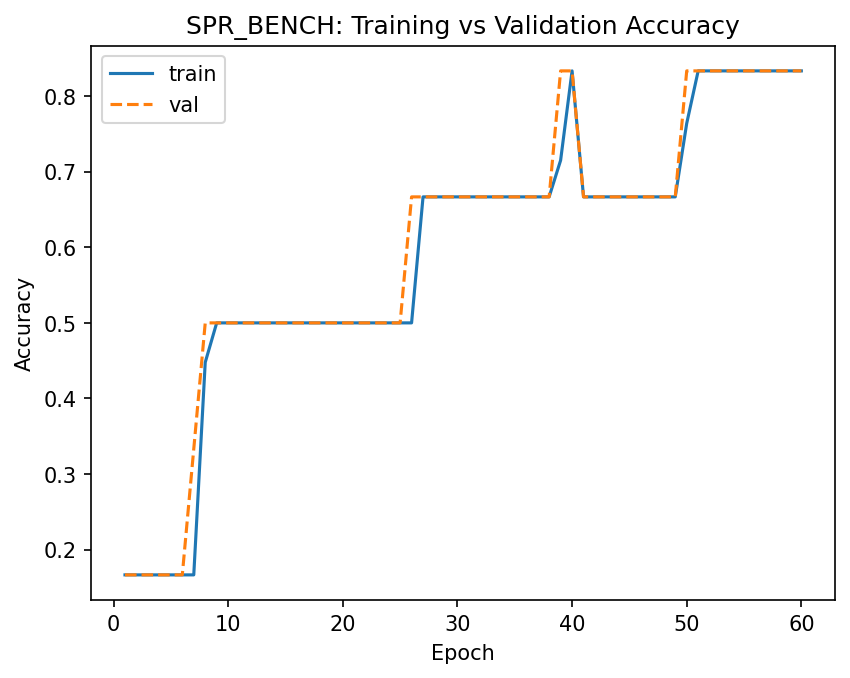 SPR_BENCH: Training vs Validation Accuracy
train
val
0.8
0.7
0.6
0.5
0.4
0.3
0.2
Accuracy
0 10 20 30 40 50 60
Epoch